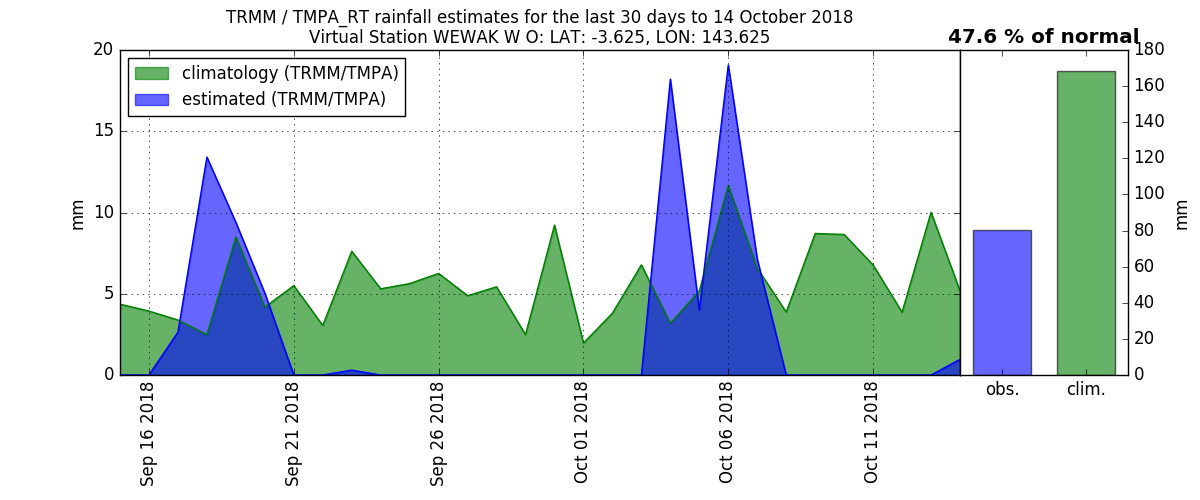 TRMM / TMPA_RT rainfall estimates for the last 30 days to 14 October 2018
Virtual Station WEWAK W O: LAT: -3.625, LON: 143.625
47.6 % of normal
climatology (TRMM/TMPA)
estimated (TRMM/TMPA)
20
15
10
5
0
mm
Sep 16 2018
Sep 21 2018
Sep 26 2018
Oct 01 2018
Oct 06 2018
Oct 11 2018
180
160
140
120
100
80
60
40
20
0
mm
obs.
clim.